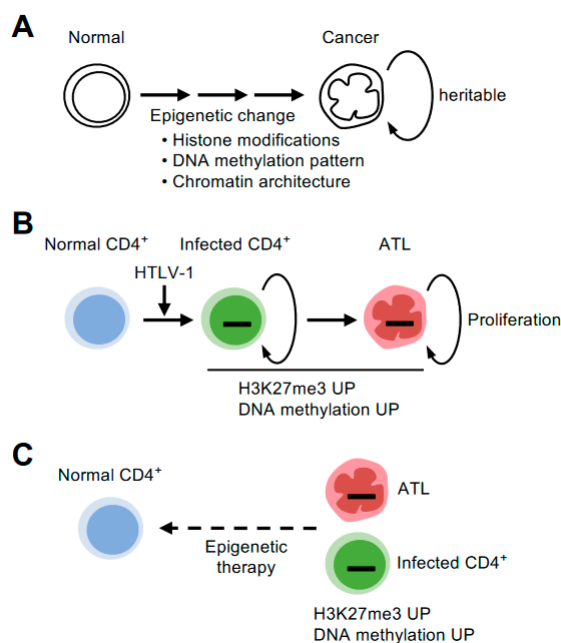 A
Normal Cancer
heritable
Epigenetic change
• Histone modifications
• DNA methylation pattern
• Chromatin architecture
B
Normal CD4⁺ Infected CD4⁺ ATL
HTLV-1
Proliferation
H3K27me3 UP
DNA methylation UP
C
Normal CD4⁺
ATL
Epigenetic
therapy
Infected CD4⁺
H3K27me3 UP
DNA methylation UP